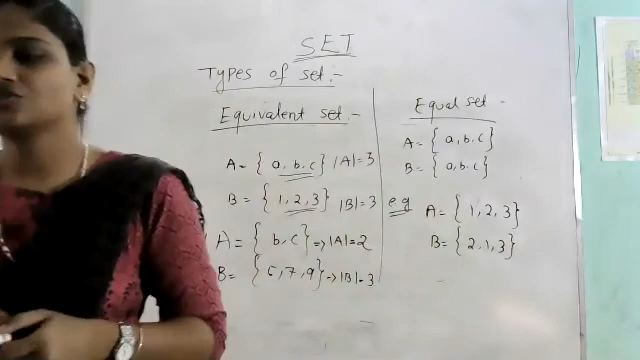 SET
Types of set:-
Equivalent set:-
A = { a, b, c } |A|=3
B = { 1, 2, 3 } |B|=3
A = { b, c } => |A|=2
B = { 5, 7, 9 } -> |B|=3
Equal set -
A = { a, b, c }
B = { a, b, c }
e.g A = { 1, 2, 3 }
B = { 2, 1, 3 }